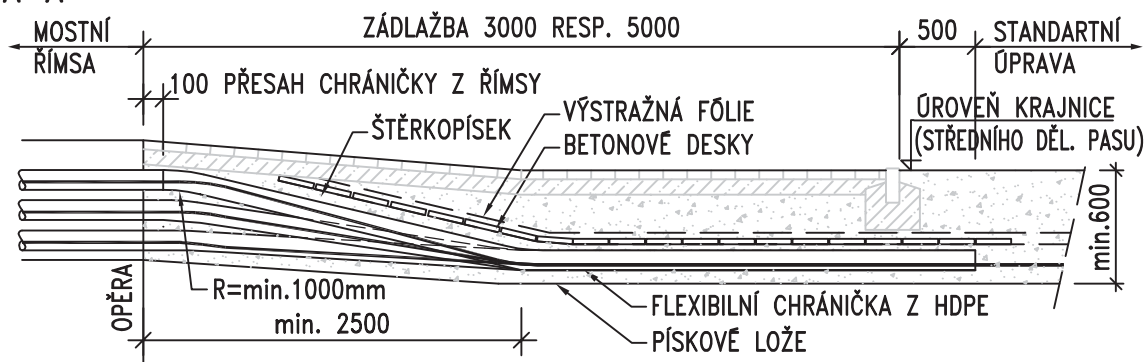 MOSTNÍ
ŘÍMSA
ZÁDLAŽBA 3000 RESP. 5000
500
STANDARTNÍ
ÚPRAVA
100 PŘESAH CHRÁNIČKY Z ŘÍMSY
ŠTĚRKOPÍSEK
VÝSTRAŽNÁ FÓLIE
BETONOVÉ DESKY
ÚROVEŇ KRAJNICE
(STŘEDNÍHO DĚL. PASU)
min.600
OPĚRA
R=min.1000mm
min. 2500
FLEXIBILNÍ CHRÁNIČKA Z HDPE
PÍSKOVÉ LOŽE